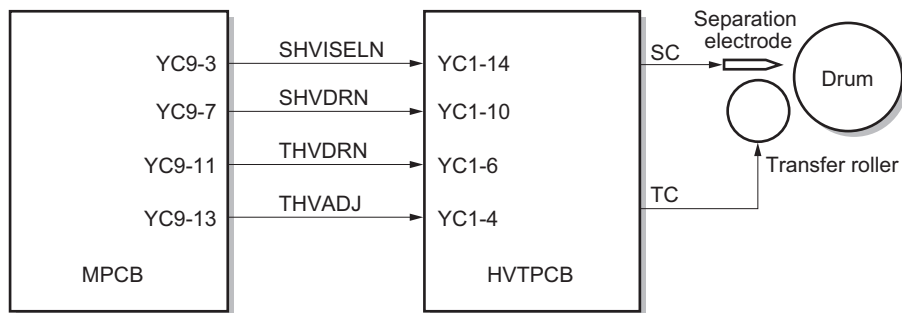 Separation
electrode
YC9-3 SHVISELN YC1-14 SC
YC9-7 SHVDRN YC1-10 Drum
YC9-11 THVDRN YC1-6 Transfer roller
YC9-13 THVADJ YC1-4 TC
MPCB HVTPCB